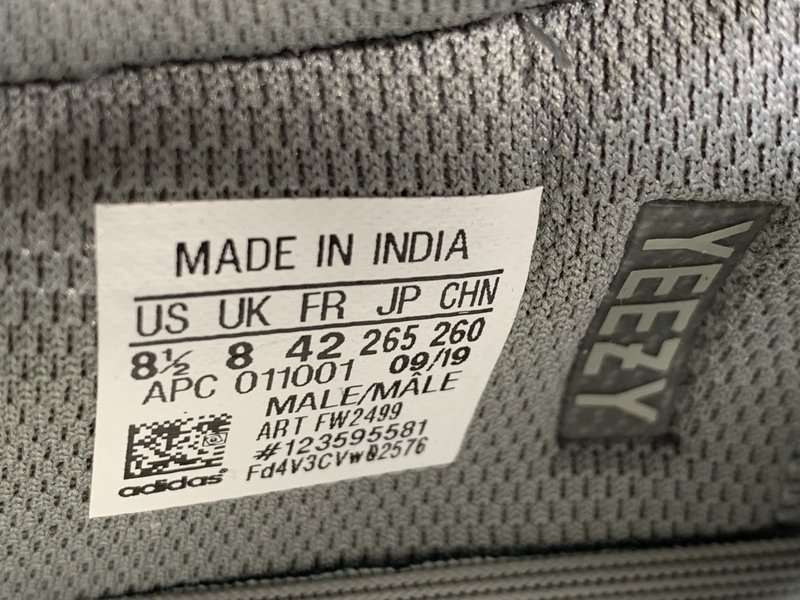 MADE IN INDIA
US UK FR JP CHN
8½ 8 42 265 260
APC 011001 09/19
MALE/MÂLE
ART FW2499
#123595581
Fd4V3CVw02576
adidas
YEEZY